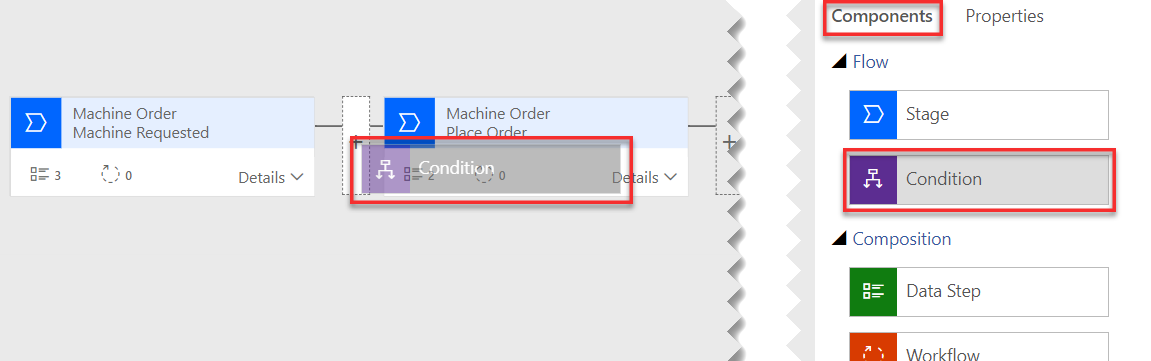 Components Properties
Flow
Stage
Condition
Composition
Data Step
Workflow
Machine Order
Machine Requested
3 0 Details
Machine Order
Place Order
Condition
2 0 Details